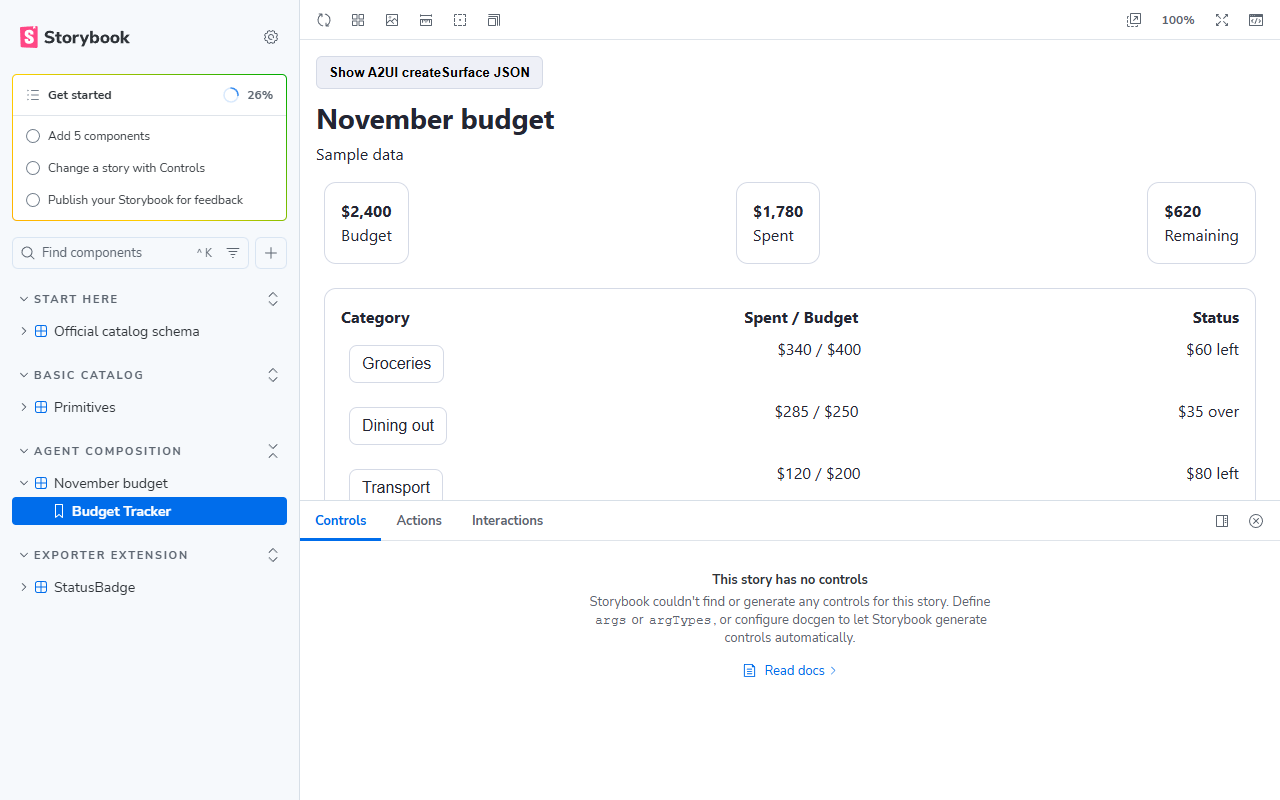 Storybook
Get started 26%
Add 5 components
Change a story with Controls
Publish your Storybook for feedback
Find components ^ K
START HERE
Official catalog schema
BASIC CATALOG
Primitives
AGENT COMPOSITION
November budget
Budget Tracker
EXPORTER EXTENSION
StatusBadge
100%
Show A2UI createSurface JSON
November budget
Sample data
$2,400
Budget
$1,780
Spent
$620
Remaining
Category Spent / Budget Status
Groceries $340 / $400 $60 left
Dining out $285 / $250 $35 over
Transport $120 / $200 $80 left
Controls Actions Interactions
This story has no controls
Storybook couldn't find or generate any controls for this story. Define
args or argTypes, or configure docgen to let Storybook generate
controls automatically.
Read docs